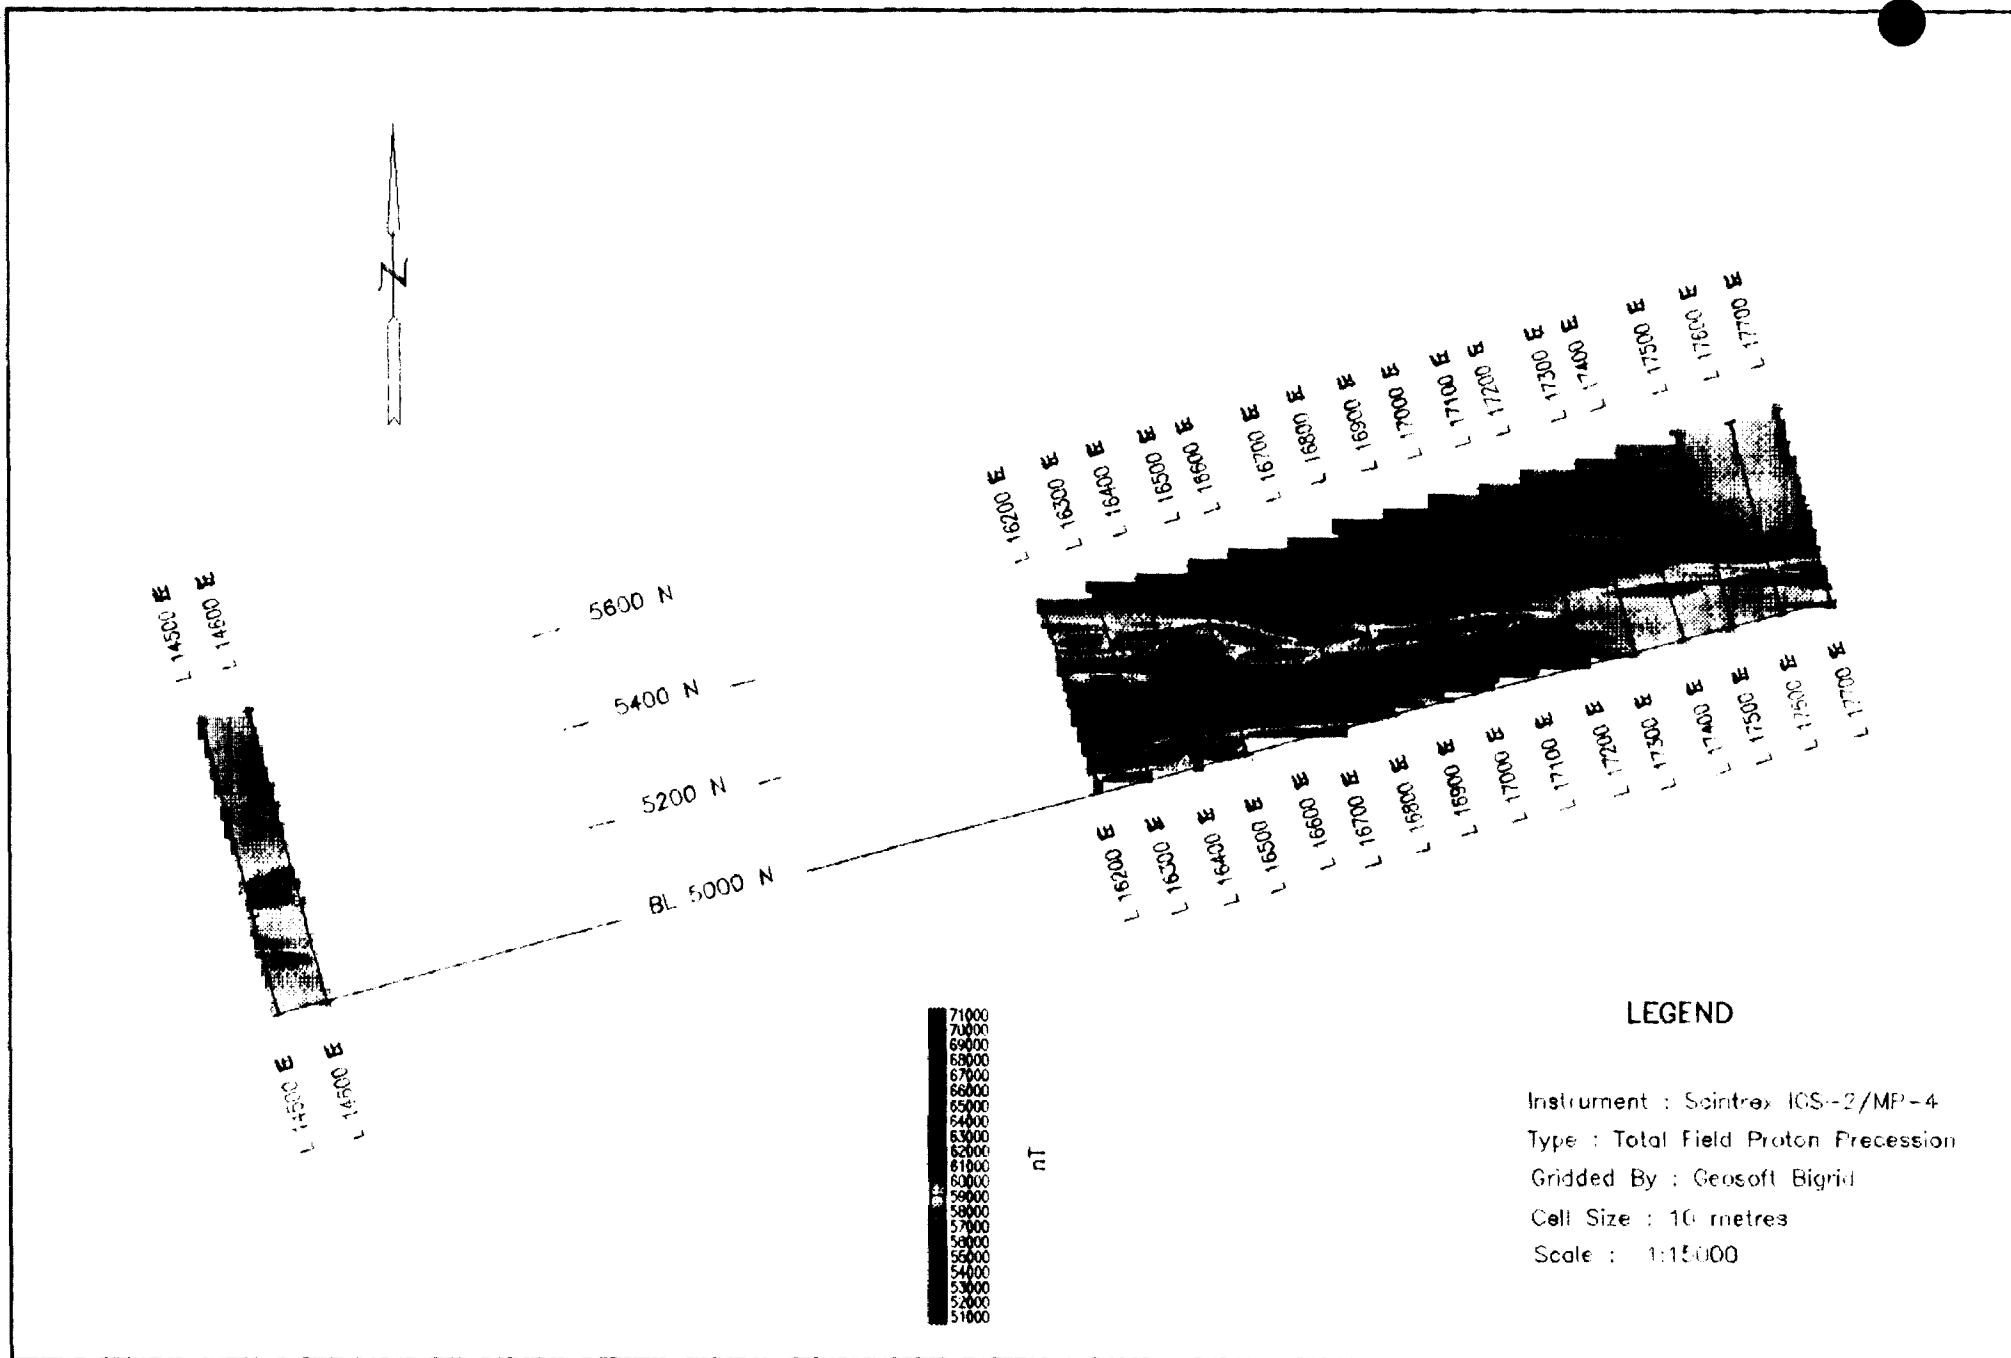 N
L 14500 E
L 14600 E
5600 N
5400 N
5200 N
BL 5000 N
L 16200 E
L 16300 E
L 16400 E
L 16500 E
L 16600 E
L 16700 E
L 16800 E
L 16900 E
L 17000 E
L 17100 E
L 17200 E
L 17300 E
L 17400 E
L 17500 E
L 17600 E
L 17700 E
L 14500 E
L 14600 E
L 16200 E
L 16300 E
L 16400 E
L 16500 E
L 16600 E
L 16700 E
L 16800 E
L 16900 E
L 17000 E
L 17100 E
L 17200 E
L 17300 E
L 17400 E
L 17500 E
L 17600 E
L 17700 E
71000
70000
69000
68000
67000
66000
65000
64000
63000
62000
61000
60000
59000
58000
57000
56000
55000
54000
53000
52000
51000
nT
LEGEND
Instrument : Scintrex IGS-2/MP-4
Type : Total Field Proton Precession
Gridded By : Geosoft Bigrid
Cell Size : 10 metres
Scale : 1:15000